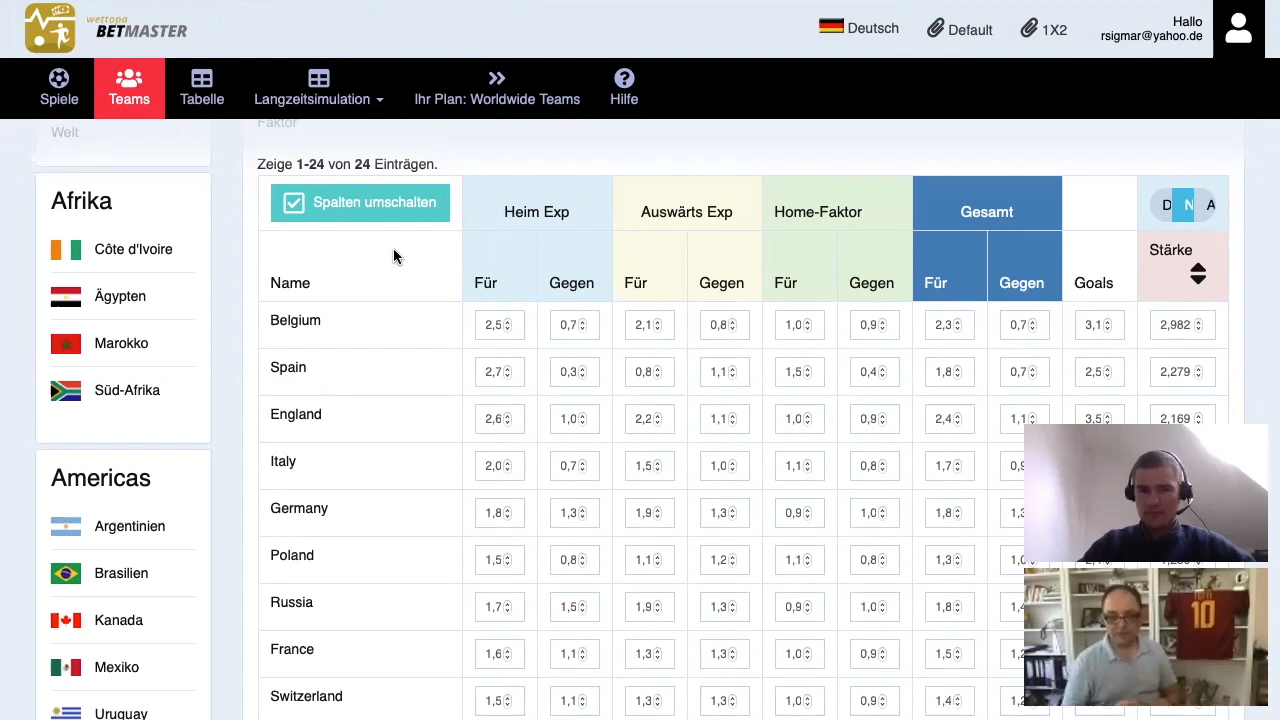 wettopa
BETMASTER
Deutsch
Default
1X2
Hallo
rsigmar@yahoo.de
Spiele
Teams
Tabelle
Langzeitsimulation
Ihr Plan: Worldwide Teams
Hilfe
Welt
Faktor
Afrika
Côte d'Ivoire
Ägypten
Marokko
Süd-Afrika
Americas
Argentinien
Brasilien
Kanada
Mexiko
Uruguay
Zeige 1-24 von 24 Einträgen.
Spalten umschalten Heim Exp Auswärts Exp Home-Faktor Gesamt D N A
Name Für Gegen Für Gegen Für Gegen Für Gegen Goals Stärke
Belgium 2,5 0,7 2,1 0,8 1,0 0,9 2,3 0,7 3,1 2,982
Spain 2,7 0,3 0,8 1,1 1,5 0,4 1,8 0,7 2,5 2,279
England 2,6 1,0 2,2 1,1 1,0 0,9 2,4 1,1 3,5 2,169
Italy 2,0 0,7 1,5 1,0 1,1 0,8 1,7
Germany 1,8 1,3 1,9 1,3 0,9 1,0 1,8
Poland 1,5 0,8 1,1 1,2 1,1 0,8 1,3
Russia 1,7 1,5 1,9 1,3 0,9 1,0 1,8
France 1,6 1,1 1,3 1,3 1,0 0,9 1,5
Switzerland 1,5 1,1 1,3 1,3 1,0 0,9 1,4
10